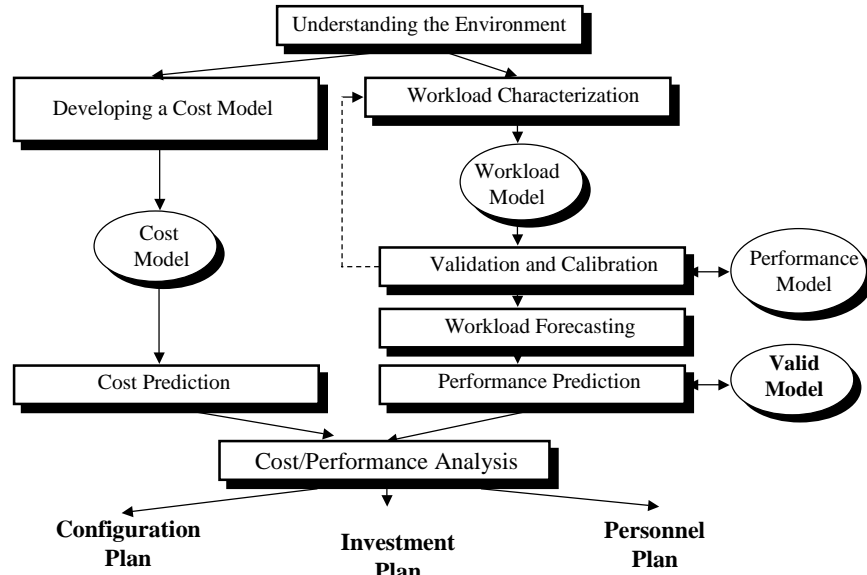 Understanding the Environment
Developing a Cost Model
Workload Characterization
Workload
Model
Cost
Model
Validation and Calibration
Performance
Model
Workload Forecasting
Cost Prediction
Performance Prediction
Valid
Model
Cost/Performance Analysis
Configuration
Plan
Investment
Plan
Personnel
Plan